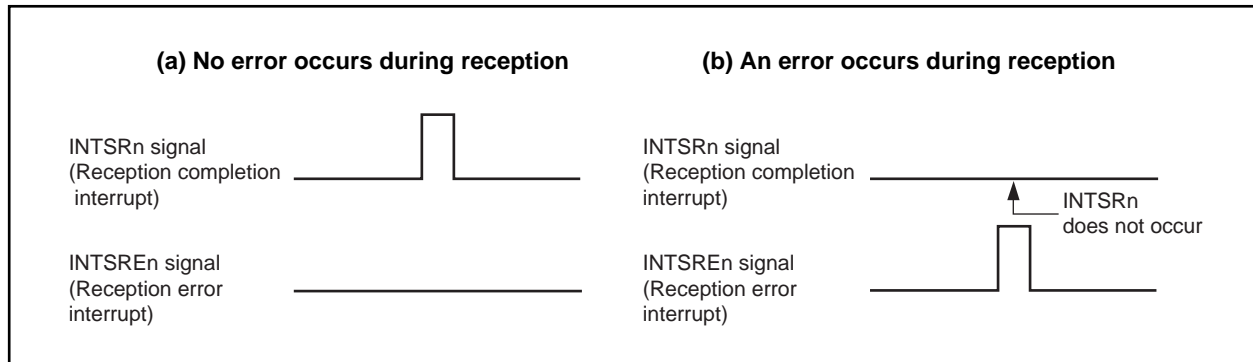 (a) No error occurs during reception
INTSRn signal
(Reception completion
interrupt)
INTSREn signal
(Reception error
interrupt)
(b) An error occurs during reception
INTSRn signal
(Reception completion
interrupt)
INTSRn
does not occur
INTSREn signal
(Reception error
interrupt)